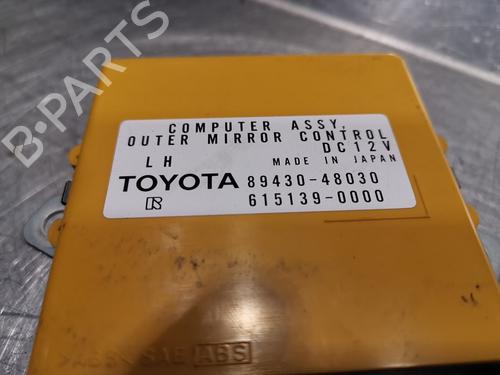 COMPUTER ASSY,
OUTER MIRROR CONTROL
DC12V
LH
MADE IN JAPAN
TOYOTA 89430-48030
R 615139-0000
ABS
B-PARTS